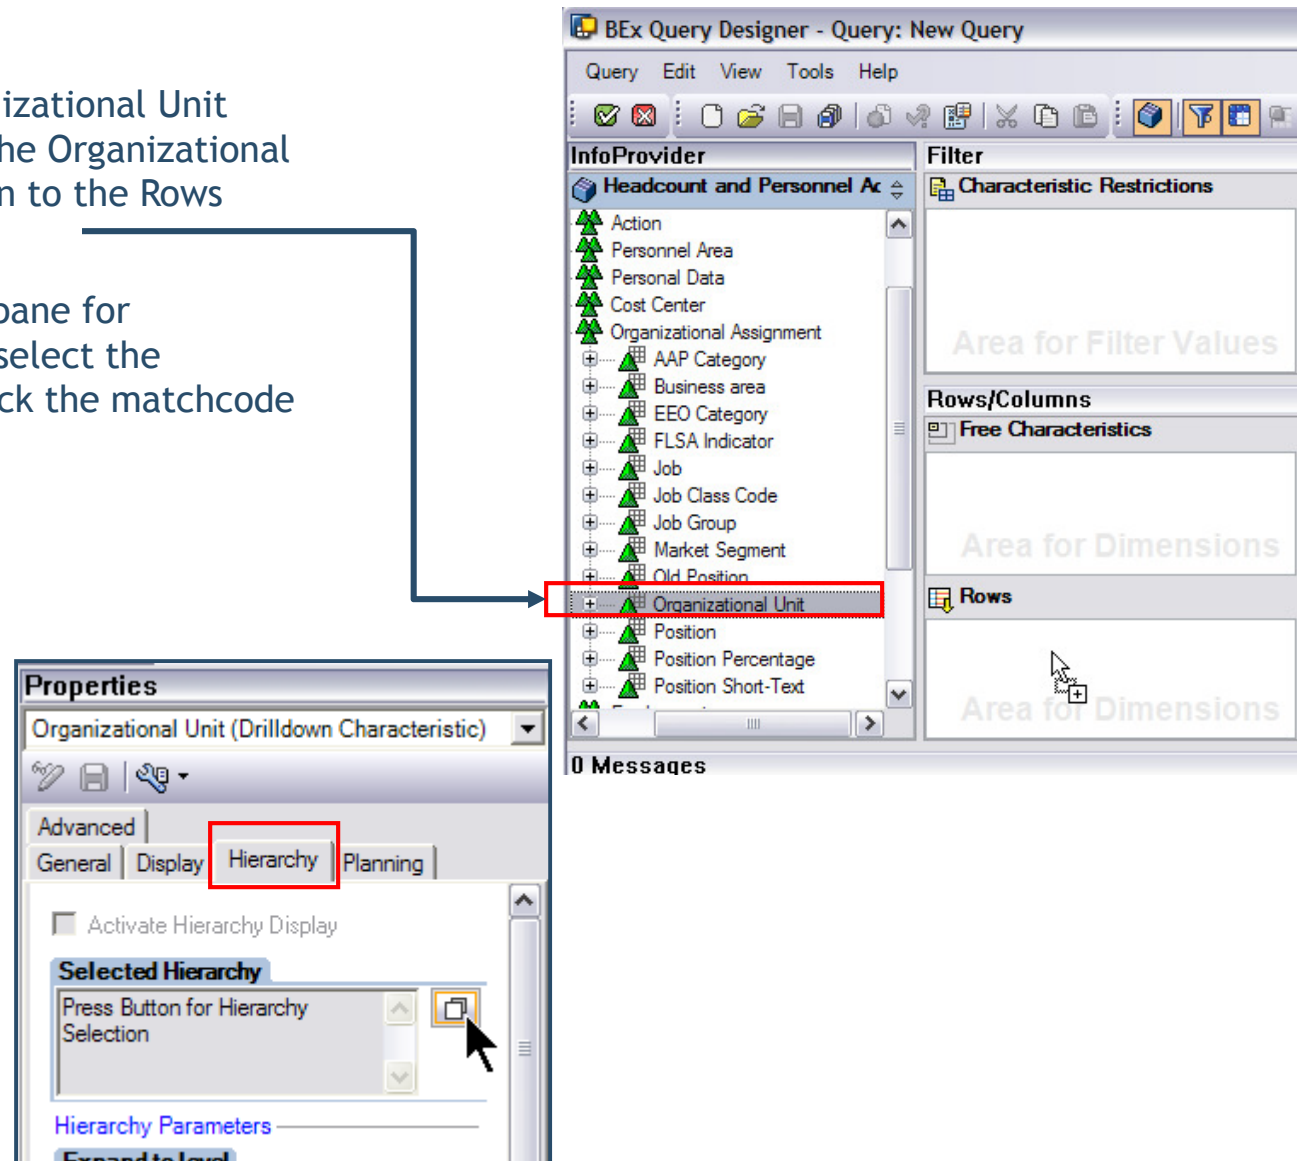 izational Unit
he Organizational
n to the Rows
pane for
select the
ck the matchcode
BEx Query Designer - Query: New Query
Query Edit View Tools Help
InfoProvider
Headcount and Personnel Ac
Action
Personnel Area
Personal Data
Cost Center
Organizational Assignment
AAP Category
Business area
EEO Category
FLSA Indicator
Job
Job Class Code
Job Group
Market Segment
Old Position
Organizational Unit
Position
Position Percentage
Position Short-Text
Filter
Characteristic Restrictions
Area for Filter Values
Rows/Columns
Free Characteristics
Area for Dimensions
Rows
Area for Dimensions
0 Messages
Properties
Organizational Unit (Drilldown Characteristic)
Advanced
General Display Hierarchy Planning
Activate Hierarchy Display
Selected Hierarchy
Press Button for Hierarchy
Selection
Hierarchy Parameters
Expand to level